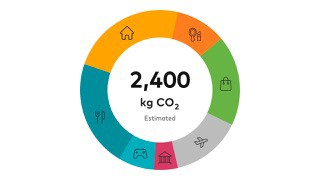 2,400
kg CO₂
Estimated